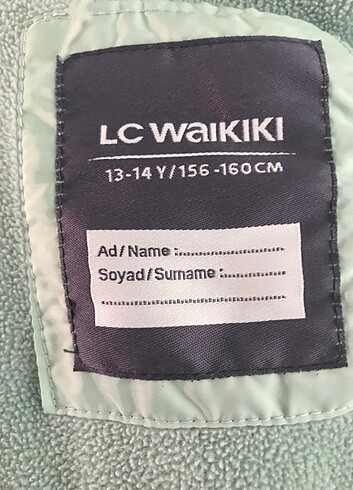 LC WAIKIKI
13-14 Y/156-160CM
Ad/Name:
Soyad/Surname: